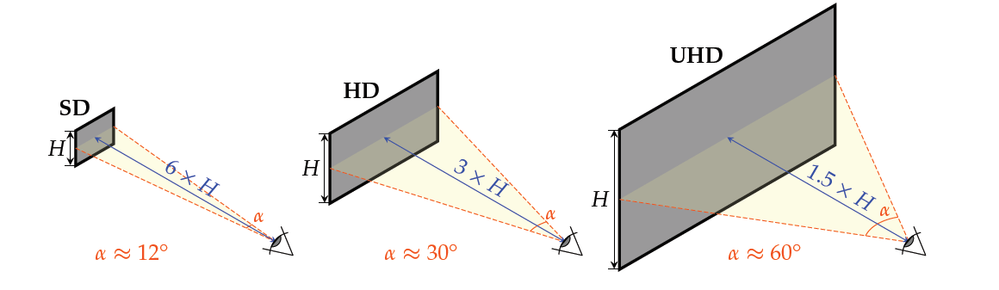 SD
H
6 × H
α
α ≈ 12°
HD
H
3 × H
α
α ≈ 30°
UHD
H
1.5 × H
α
α ≈ 60°